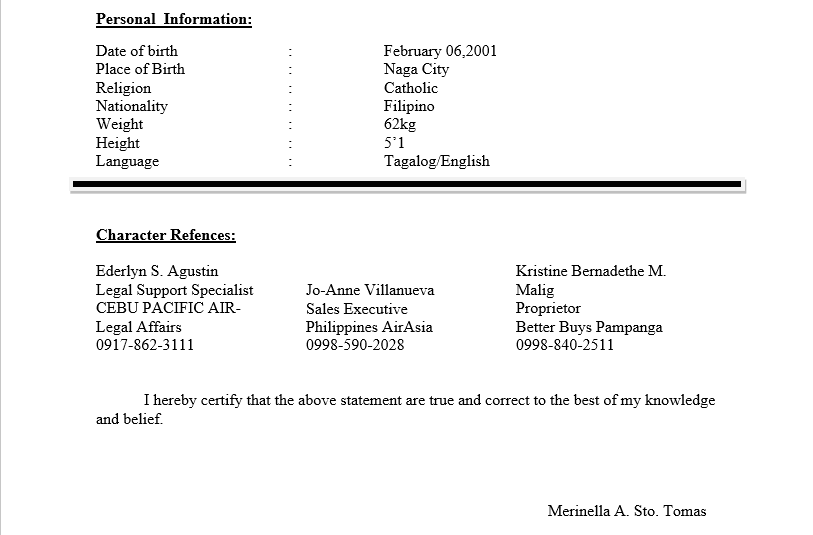 Personal Information:
Date of birth : February 06,2001
Place of Birth : Naga City
Religion : Catholic
Nationality : Filipino
Weight : 62kg
Height : 5’1
Language : Tagalog/English
Character Refences:
Ederlyn S. Agustin
Legal Support Specialist
CEBU PACIFIC AIR-
Legal Affairs
0917-862-3111
Jo-Anne Villanueva
Sales Executive
Philippines AirAsia
0998-590-2028
Kristine Bernadethe M.
Malig
Proprietor
Better Buys Pampanga
0998-840-2511
I hereby certify that the above statement are true and correct to the best of my knowledge
and belief.
Merinella A. Sto. Tomas